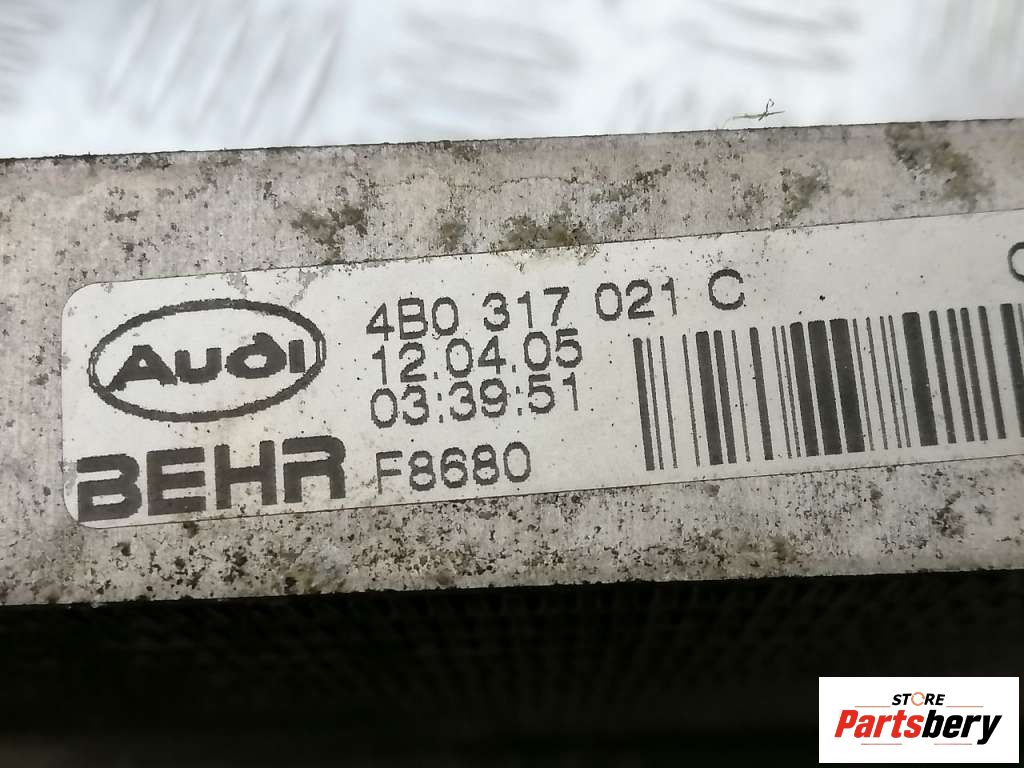 Audi
4B0 317 021 C
12.04.05
03:39:51
BEHR F8680
STORE
Partsbery